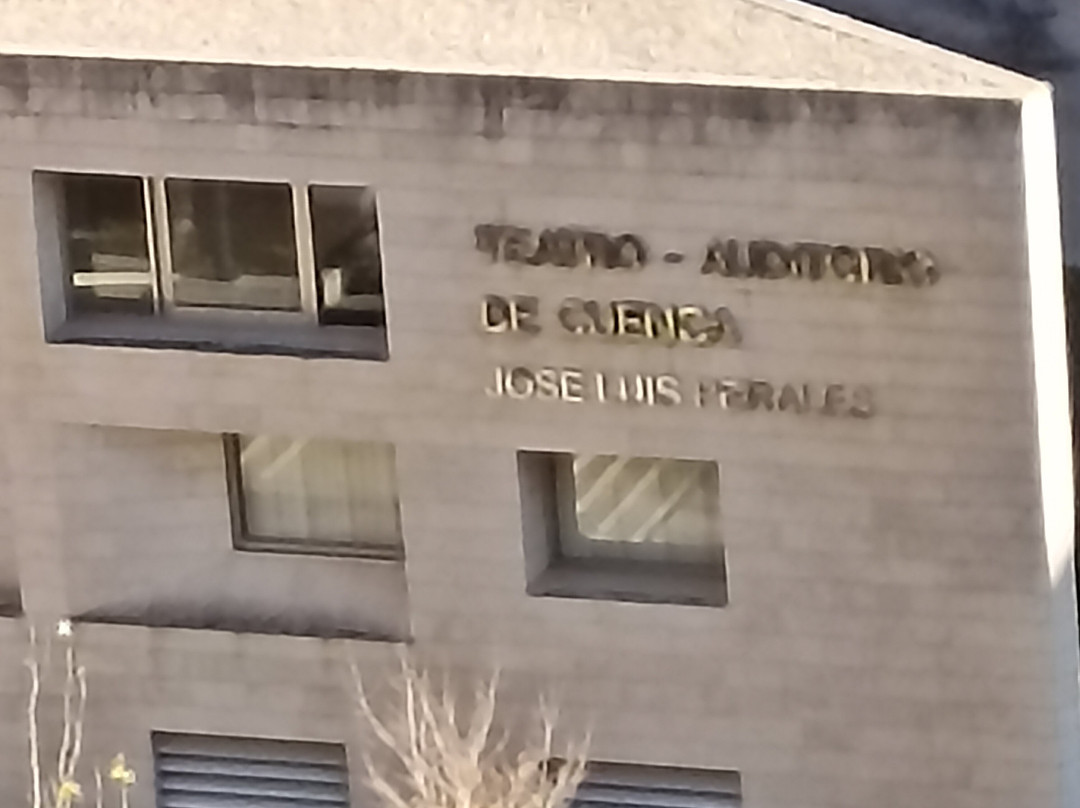 TEATRO - AUDITORIO
DE CUENCA
JOSE LUIS PERALES